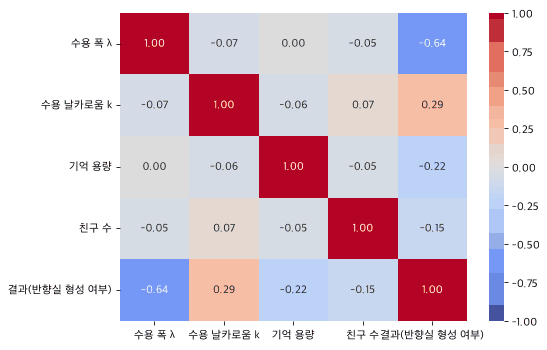 수용 폭 λ 1.00 -0.07 0.00 -0.05 -0.64
수용 날카로움 k -0.07 1.00 -0.06 0.07 0.29
기억 용량 0.00 -0.06 1.00 -0.05 -0.22
친구 수 -0.05 0.07 -0.05 1.00 -0.15
결과(반향실 형성 여부) -0.64 0.29 -0.22 -0.15 1.00
수용 폭 λ 수용 날카로움 k 기억 용량 친구 수 결과(반향실 형성 여부)
1.00
0.75
0.50
0.25
0.00
-0.25
-0.50
-0.75
-1.00